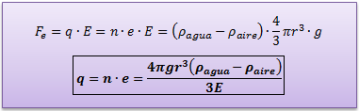 F_e = q · E = n · e · E = (ρ_agua − ρ_aire) · 4/3 πr³ · g
q = n · e = 4πgr³(ρ_agua − ρ_aire) / 3E